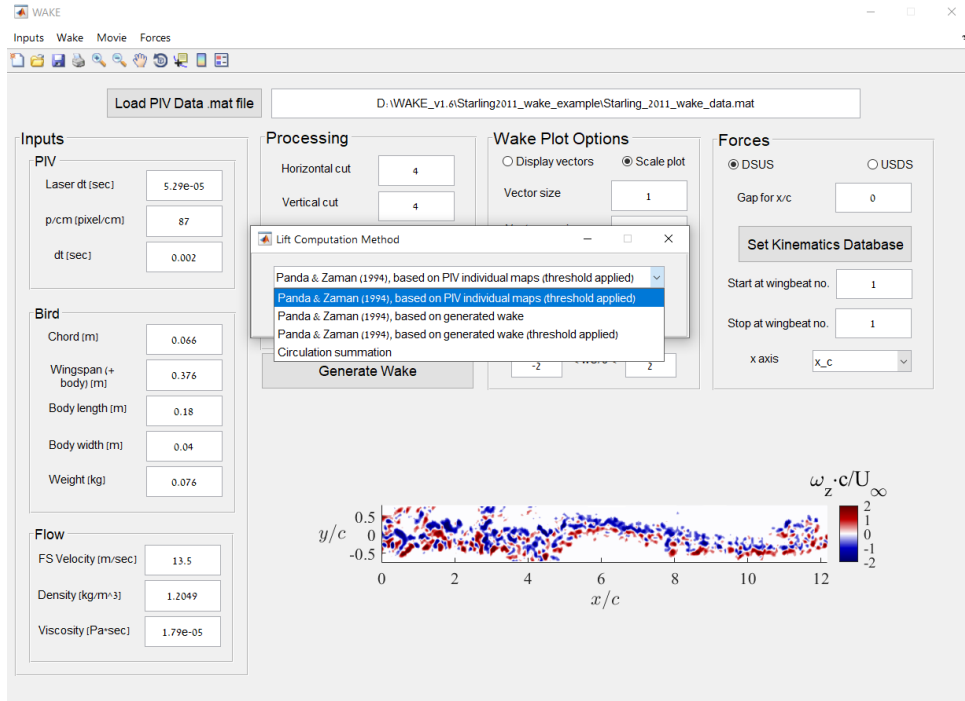 WAKE
Inputs Wake Movie Forces
Load PIV Data .mat file
D:\WAKE_v1.6\Starling2011_wake_example\Starling_2011_wake_data.mat
Inputs
PIV
Laser dt [sec] 5.29e-05
p/cm [pixel/cm] 87
dt [sec] 0.002
Bird
Chord [m] 0.066
Wingspan (+
body) [m] 0.376
Body length [m] 0.18
Body width [m] 0.04
Weight [kg] 0.076
Flow
FS Velocity [m/sec] 13.5
Density [kg/m^3] 1.2049
Viscosity [Pa*sec] 1.79e-05
Processing
Horizontal cut 4
Vertical cut 4
Generate Wake
Wake Plot Options
Display vectors Scale plot
Vector size 1
-2 2
Forces
DSUS USDS
Gap for x/c 0
Set Kinematics Database
Start at wingbeat no. 1
Stop at wingbeat no. 1
x axis x_c
Lift Computation Method
Panda & Zaman (1994), based on PIV individual maps (threshold applied)
Panda & Zaman (1994), based on PIV individual maps (threshold applied)
Panda & Zaman (1994), based on generated wake
Panda & Zaman (1994), based on generated wake (threshold applied)
Circulation summation
ω_z·c/U_∞
2
1
0
-1
-2
y/c
0.5
0
-0.5
0 2 4 6 8 10 12
x/c